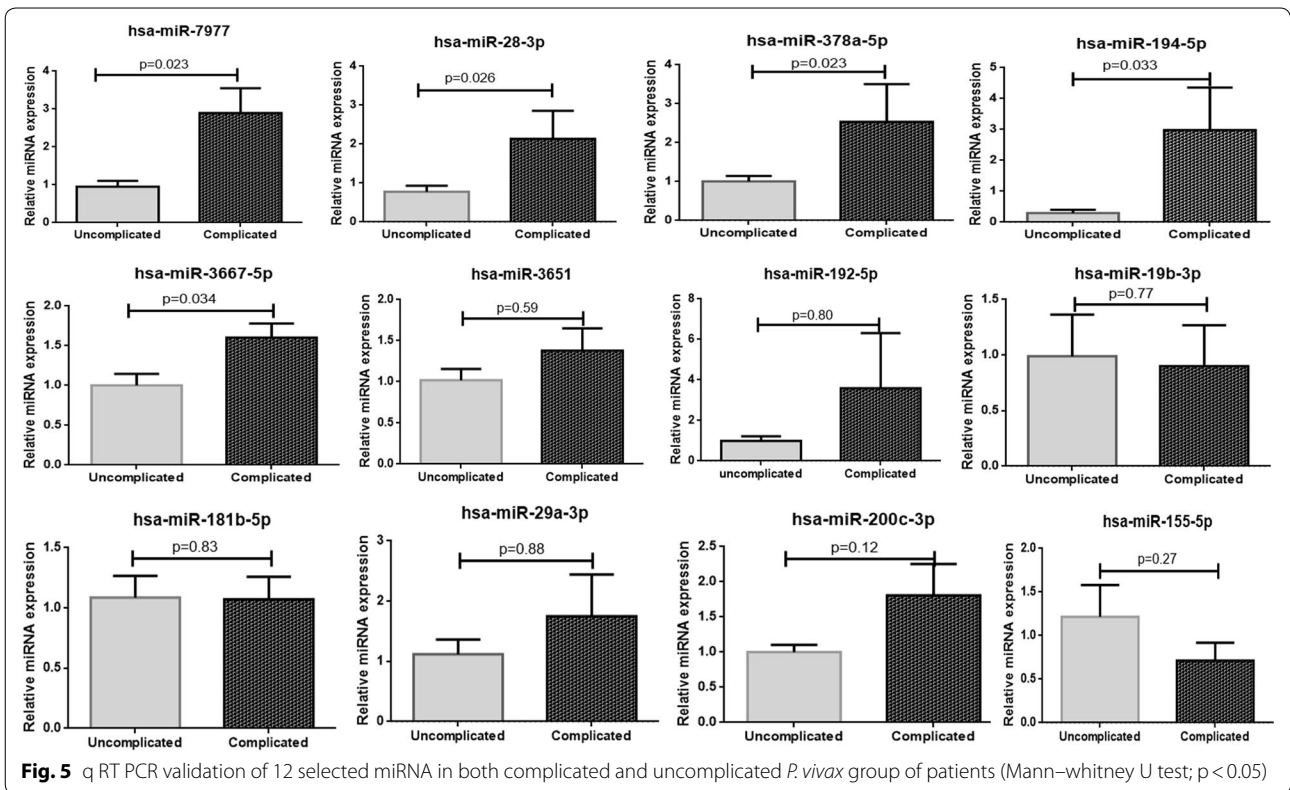 hsa-miR-7977
p=0.023
Relative miRNA expression
4
3
2
1
0
Uncomplicated Complicated
hsa-miR-28-3p
p=0.026
Relative miRNA expression
4
3
2
1
0
Uncomplicated Complicated
hsa-miR-378a-5p
p=0.023
Relative miRNA expression
4
3
2
1
0
Uncomplicated Complicated
hsa-miR-194-5p
p=0.033
Relative miRNA expression
5
4
3
2
1
0
Uncomplicated Complicated
hsa-miR-3667-5p
p=0.034
Relative miRNA expression
2.0
1.5
1.0
0.5
0.0
Uncomplicated Complicated
hsa-miR-3651
p=0.59
Relative miRNA expression
2.0
1.5
1.0
0.5
0.0
Uncomplicated Complicated
hsa-miR-192-5p
p=0.80
Relative miRNA expression
8
6
4
2
0
uncomplicated Complicated
hsa-miR-19b-3p
p=0.77
Relative miRNA expression
1.5
1.0
0.5
0.0
Uncomplicated Complicated
hsa-miR-181b-5p
p=0.83
Relative miRNA expression
1.5
1.0
0.5
0.0
Uncomplicated Complicated
hsa-miR-29a-3p
p=0.88
Relative miRNA expression
3
2
1
0
Uncomplicated Complicated
hsa-miR-200c-3p
p=0.12
Relative miRNA expression
2.5
2.0
1.5
1.0
0.5
0.0
Uncomplicated Complicated
hsa-miR-155-5p
p=0.27
Relative miRNA expression
2.0
1.5
1.0
0.5
0.0
Uncomplicated Complicated
Fig. 5 q RT PCR validation of 12 selected miRNA in both complicated and uncomplicated P. vivax group of patients (Mann–whitney U test; p < 0.05)